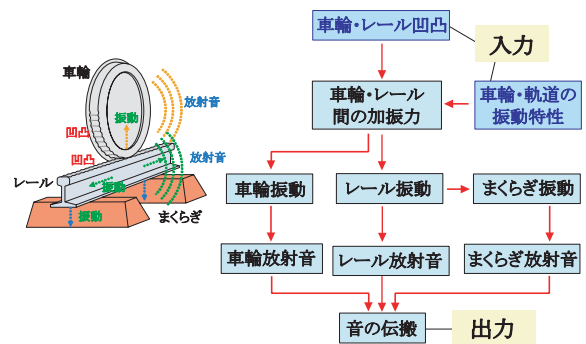 車輪
放射音
振動
凹凸
凹凸
放射音
レール
振動
振動
まくらぎ
車輪・レール凹凸
入力
車輪・レール
間の加振力
車輪・軌道の
振動特性
車輪振動
レール振動
まくらぎ振動
車輪放射音
レール放射音
まくらぎ放射音
音の伝搬
出力